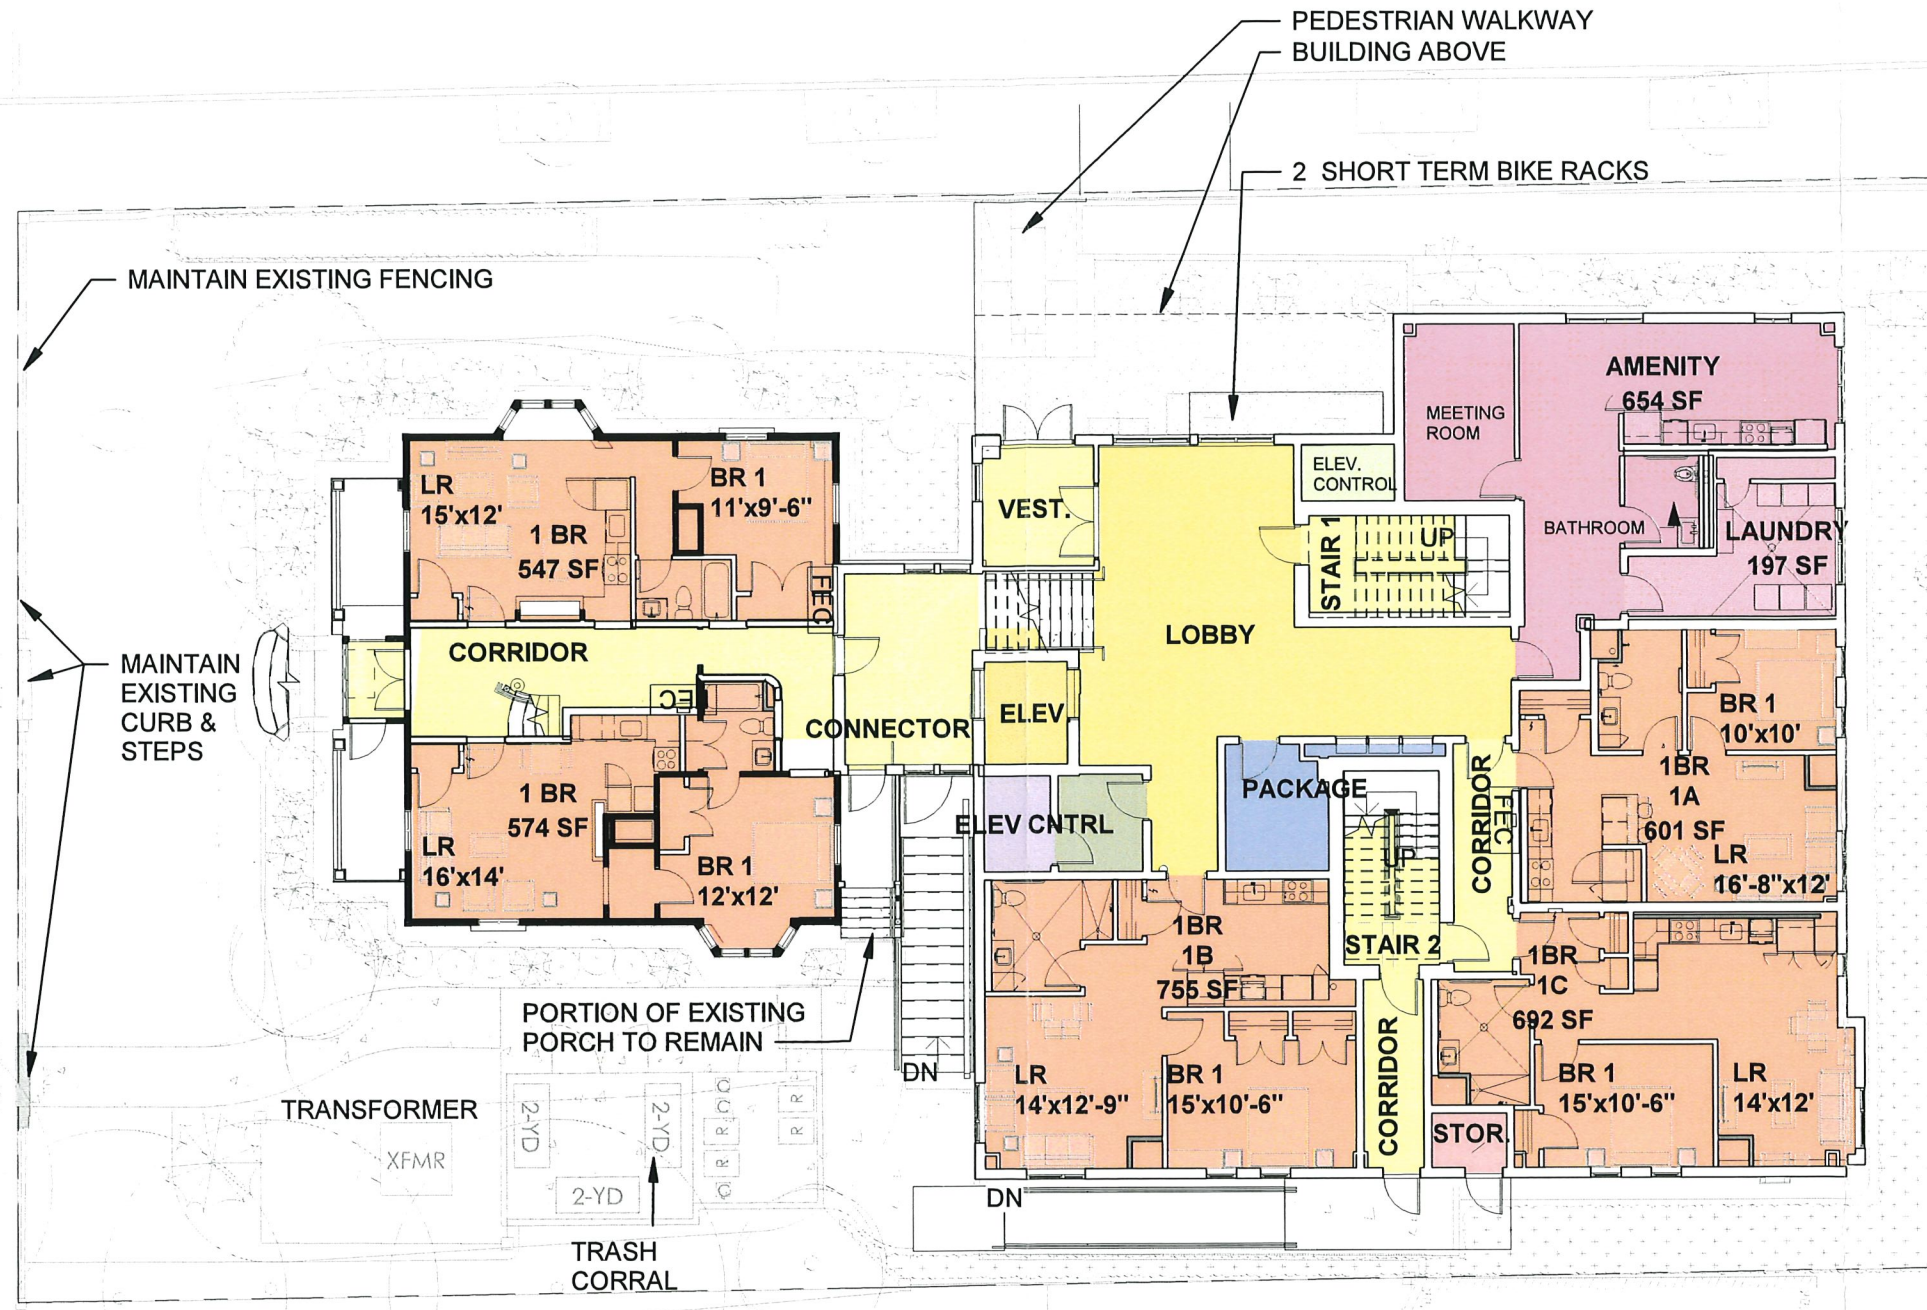 PEDESTRIAN WALKWAY
BUILDING ABOVE
2 SHORT TERM BIKE RACKS
MAINTAIN EXISTING FENCING
MAINTAIN
EXISTING
CURB &
STEPS
LR
15'x12'
1 BR
547 SF
BR 1
11'x9'-6"
FEC
CORRIDOR
FEC
CONNECTOR
1 BR
574 SF
LR
16'x14'
BR 1
12'x12'
VEST.
LOBBY
ELEV.
CONTROL
STAIR 1
UP
MEETING
ROOM
AMENITY
654 SF
BATHROOM
LAUNDRY
197 SF
ELEV
ELEV CNTRL
PACKAGE
UP
STAIR 2
CORRIDOR
FEC
BR 1
10'x10'
1BR
1A
601 SF
LR
16'-8"x12'
1BR
1B
755 SF
LR
14'x12'-9"
BR 1
15'x10'-6"
CORRIDOR
1BR
1C
692 SF
BR 1
15'x10'-6"
LR
14'x12'
STOR.
PORTION OF EXISTING
PORCH TO REMAIN
DN
DN
TRANSFORMER
XFMR
2-YD
2-YD
2-YD
R
R
R
R
TRASH
CORRAL